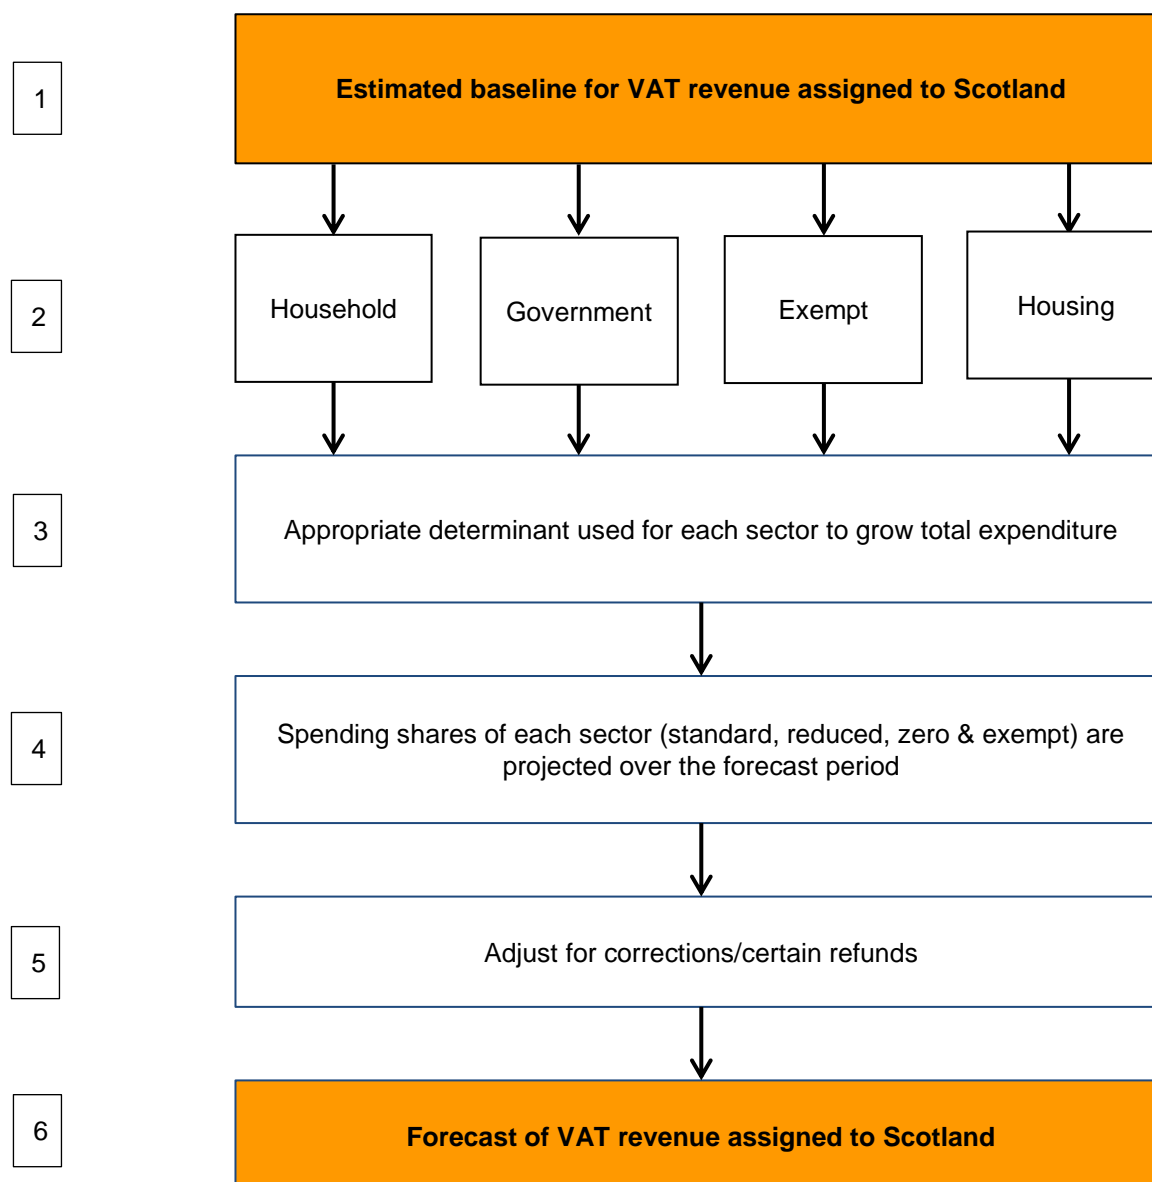 1
Estimated baseline for VAT revenue assigned to Scotland
2
Household
Government
Exempt
Housing
3
Appropriate determinant used for each sector to grow total expenditure
4
Spending shares of each sector (standard, reduced, zero & exempt) are
projected over the forecast period
5
Adjust for corrections/certain refunds
6
Forecast of VAT revenue assigned to Scotland